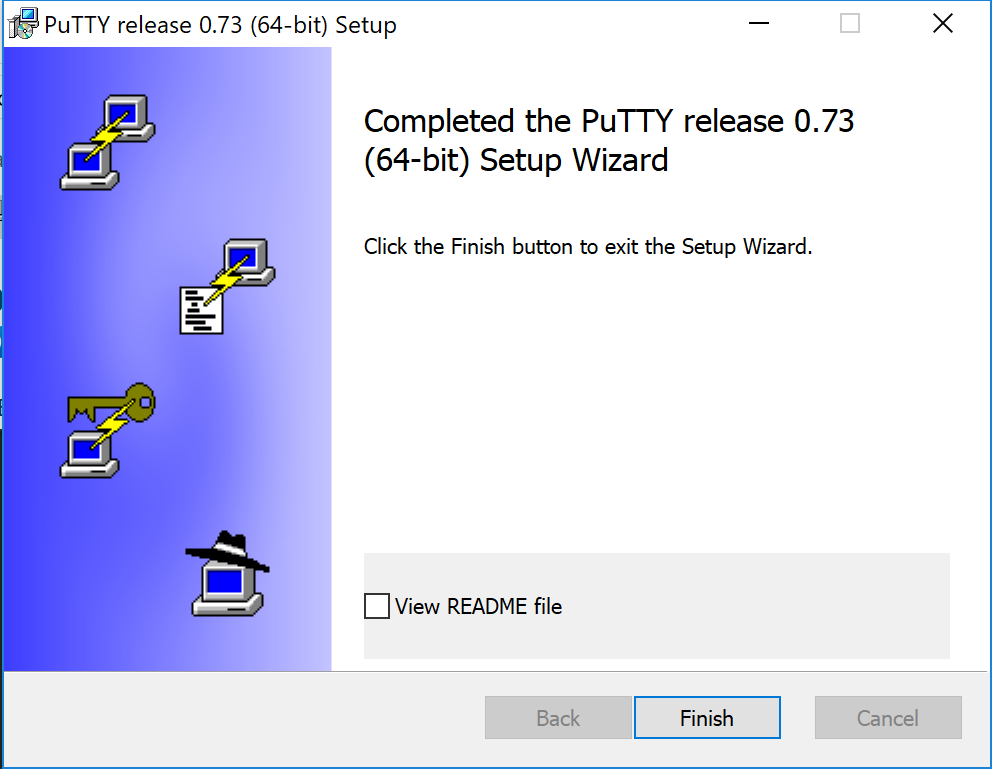 PuTTY release 0.73 (64-bit) Setup
Completed the PuTTY release 0.73
(64-bit) Setup Wizard
Click the Finish button to exit the Setup Wizard.
View README file
Back
Finish
Cancel